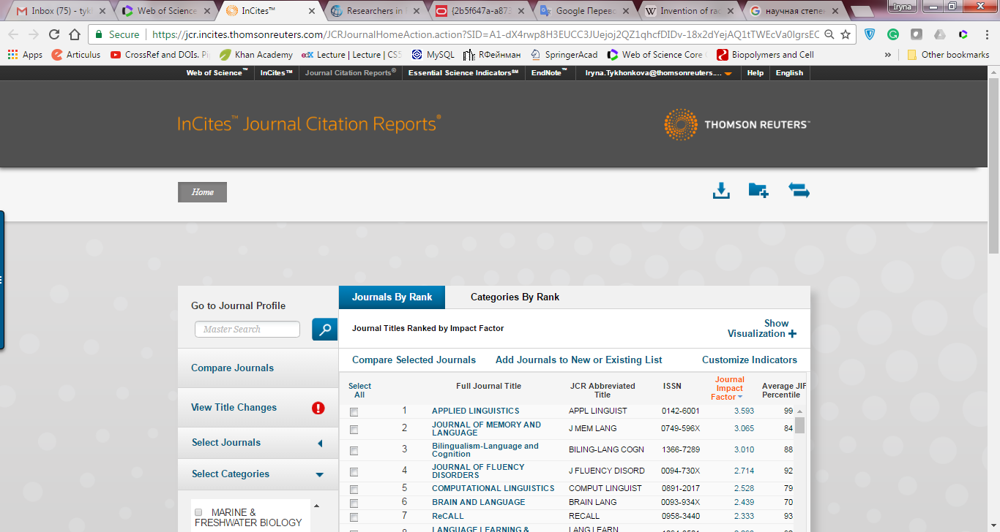 Inbox (75) - tyk
Web of Science
InCites™
Researchers in
{2b5f647a-a873
Google Перево
Invention of ra
научная степе
Iryna
Secure
https://jcr.incites.thomsonreuters.com/JCRJournalHomeAction.action?SID=A1-dX4rwp8H3EUCC3JUejoj2QZ1qhcfDIDv-18x2dYejAQ1tTWEcVa0IgrsEC
Apps
Articulus
CrossRef and DOIs. Pi
Khan Academy
edX Lecture | Lecture | CS5
MySQL
RФейнман
SpringerAcad
Web of Science Core
Biopolymers and Cell
» Other bookmarks
Web of Science™ InCites™ Journal Citation Reports® Essential Science Indicators℠ EndNote™ Iryna.Tykhonkova@thomsonreuters.... Help English
InCites™ Journal Citation Reports®
THOMSON REUTERS™
Home
Go to Journal Profile
Master Search
Compare Journals
View Title Changes
Select Journals
Select Categories
MARINE &
FRESHWATER BIOLOGY
Journals By Rank Categories By Rank
Journal Titles Ranked by Impact Factor
Show
Visualization +
Compare Selected Journals Add Journals to New or Existing List Customize Indicators
Select
All
Full Journal Title
JCR Abbreviated
Title
ISSN
Journal
Impact
Factor
Average JIF
Percentile
1 APPLIED LINGUISTICS APPL LINGUIST 0142-6001 3.593 99
2 JOURNAL OF MEMORY AND
LANGUAGE J MEM LANG 0749-596X 3.065 84
3 Bilingualism-Language and
Cognition BILING-LANG COGN 1366-7289 3.010 88
4 JOURNAL OF FLUENCY
DISORDERS J FLUENCY DISORD 0094-730X 2.714 92
5 COMPUTATIONAL LINGUISTICS COMPUT LINGUIST 0891-2017 2.528 79
6 BRAIN AND LANGUAGE BRAIN LANG 0093-934X 2.439 70
7 ReCALL RECALL 0958-3440 2.333 93
LANGUAGE LEARNING & LANG LEARN